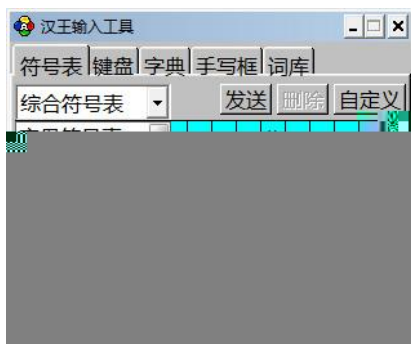 汉王输入工具
符号表 键盘 字典 手写框 词库
综合符号表 发送 删除 自定义